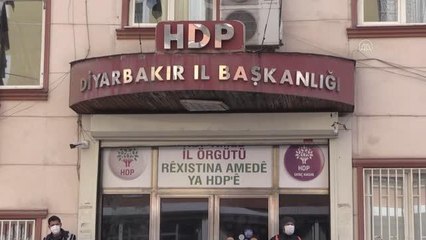 HDP
DİYARBAKIR İL BAŞKANLIĞI
İL ÖRGÜTÜ
RÊXISTINA AMEDÊ
YA HDP'Ê
HDP
HDP